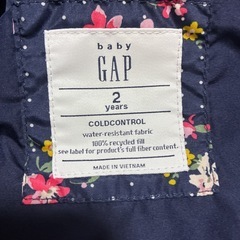 baby
GAP
2
years
COLDCONTROL
water-resistant fabric
100% recycled fill
see label for product's full fiber content.
MADE IN VIETNAM